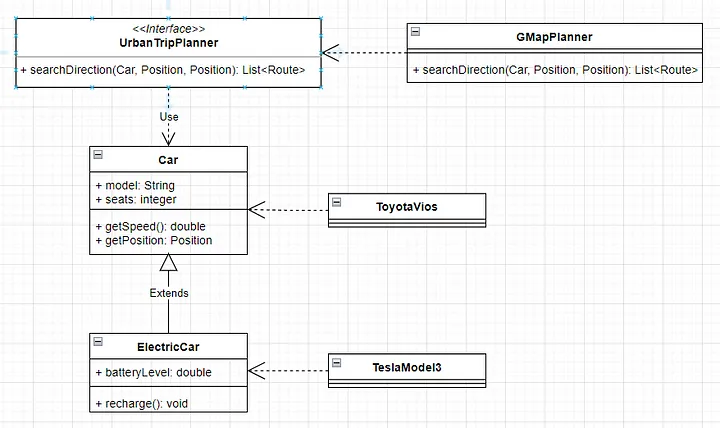 <<Interface>>
UrbanTripPlanner
+ searchDirection(Car, Position, Position): List<Route>
GMapPlanner
+ searchDirection(Car, Position, Position): List<Route>
Use
Car
+ model: String
+ seats: integer
+ getSpeed(): double
+ getPosition: Position
ToyotaVios
Extends
ElectricCar
+ batteryLevel: double
+ recharge(): void
TeslaModel3